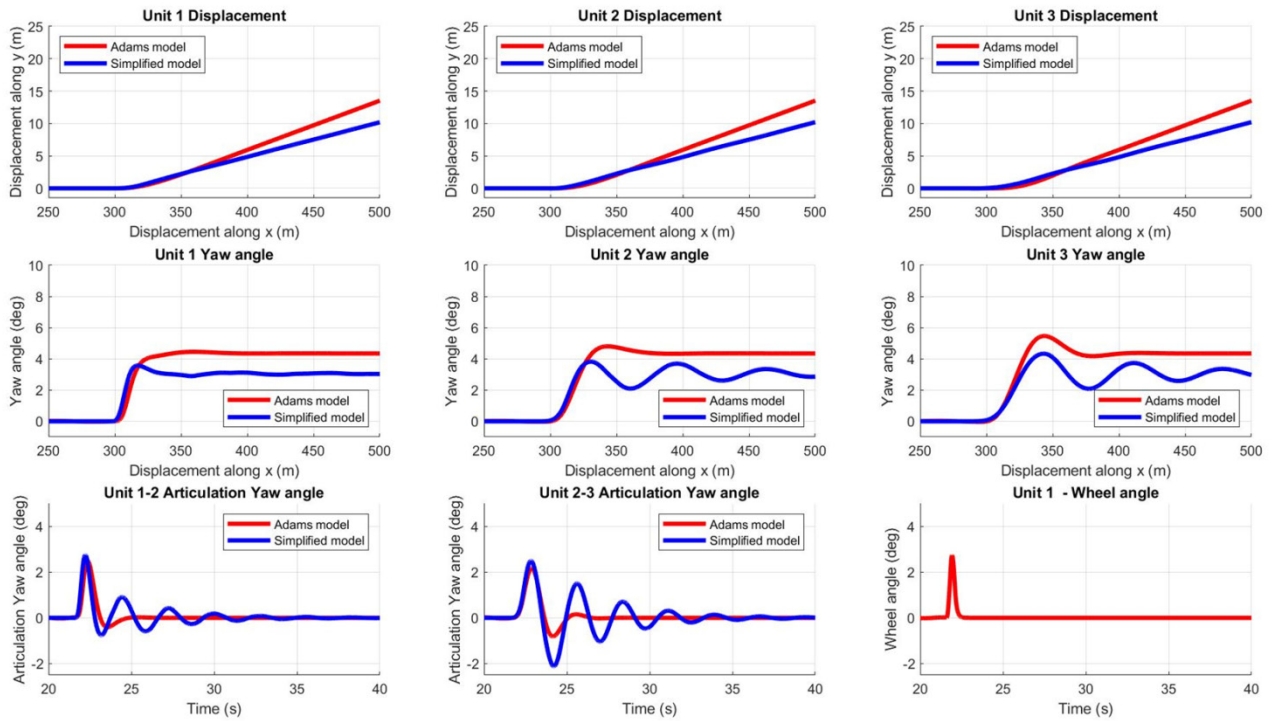 Unit 1 Displacement
Displacement along y (m)
25
20
15
10
5
0
Adams model
Simplified model
250 300 350 400 450 500
Displacement along x (m)
Unit 2 Displacement
Displacement along y (m)
25
20
15
10
5
0
Adams model
Simplified model
250 300 350 400 450 500
Displacement along x (m)
Unit 3 Displacement
Displacement along y (m)
25
20
15
10
5
0
Adams model
Simplified model
250 300 350 400 450 500
Displacement along x (m)
Unit 1 Yaw angle
Yaw angle (deg)
10
8
6
4
2
0
Adams model
Simplified model
250 300 350 400 450 500
Displacement along x (m)
Unit 2 Yaw angle
Yaw angle (deg)
10
8
6
4
2
0
Adams model
Simplified model
250 300 350 400 450 500
Displacement along x (m)
Unit 3 Yaw angle
Yaw angle (deg)
10
8
6
4
2
0
Adams model
Simplified model
250 300 350 400 450 500
Displacement along x (m)
Unit 1-2 Articulation Yaw angle
Articulation Yaw angle (deg)
4
2
0
-2
Adams model
Simplified model
20 25 30 35 40
Time (s)
Unit 2-3 Articulation Yaw angle
Articulation Yaw angle (deg)
4
2
0
-2
Adams model
Simplified model
20 25 30 35 40
Time (s)
Unit 1 - Wheel angle
Wheel angle (deg)
4
2
0
-2
20 25 30 35 40
Time (s)